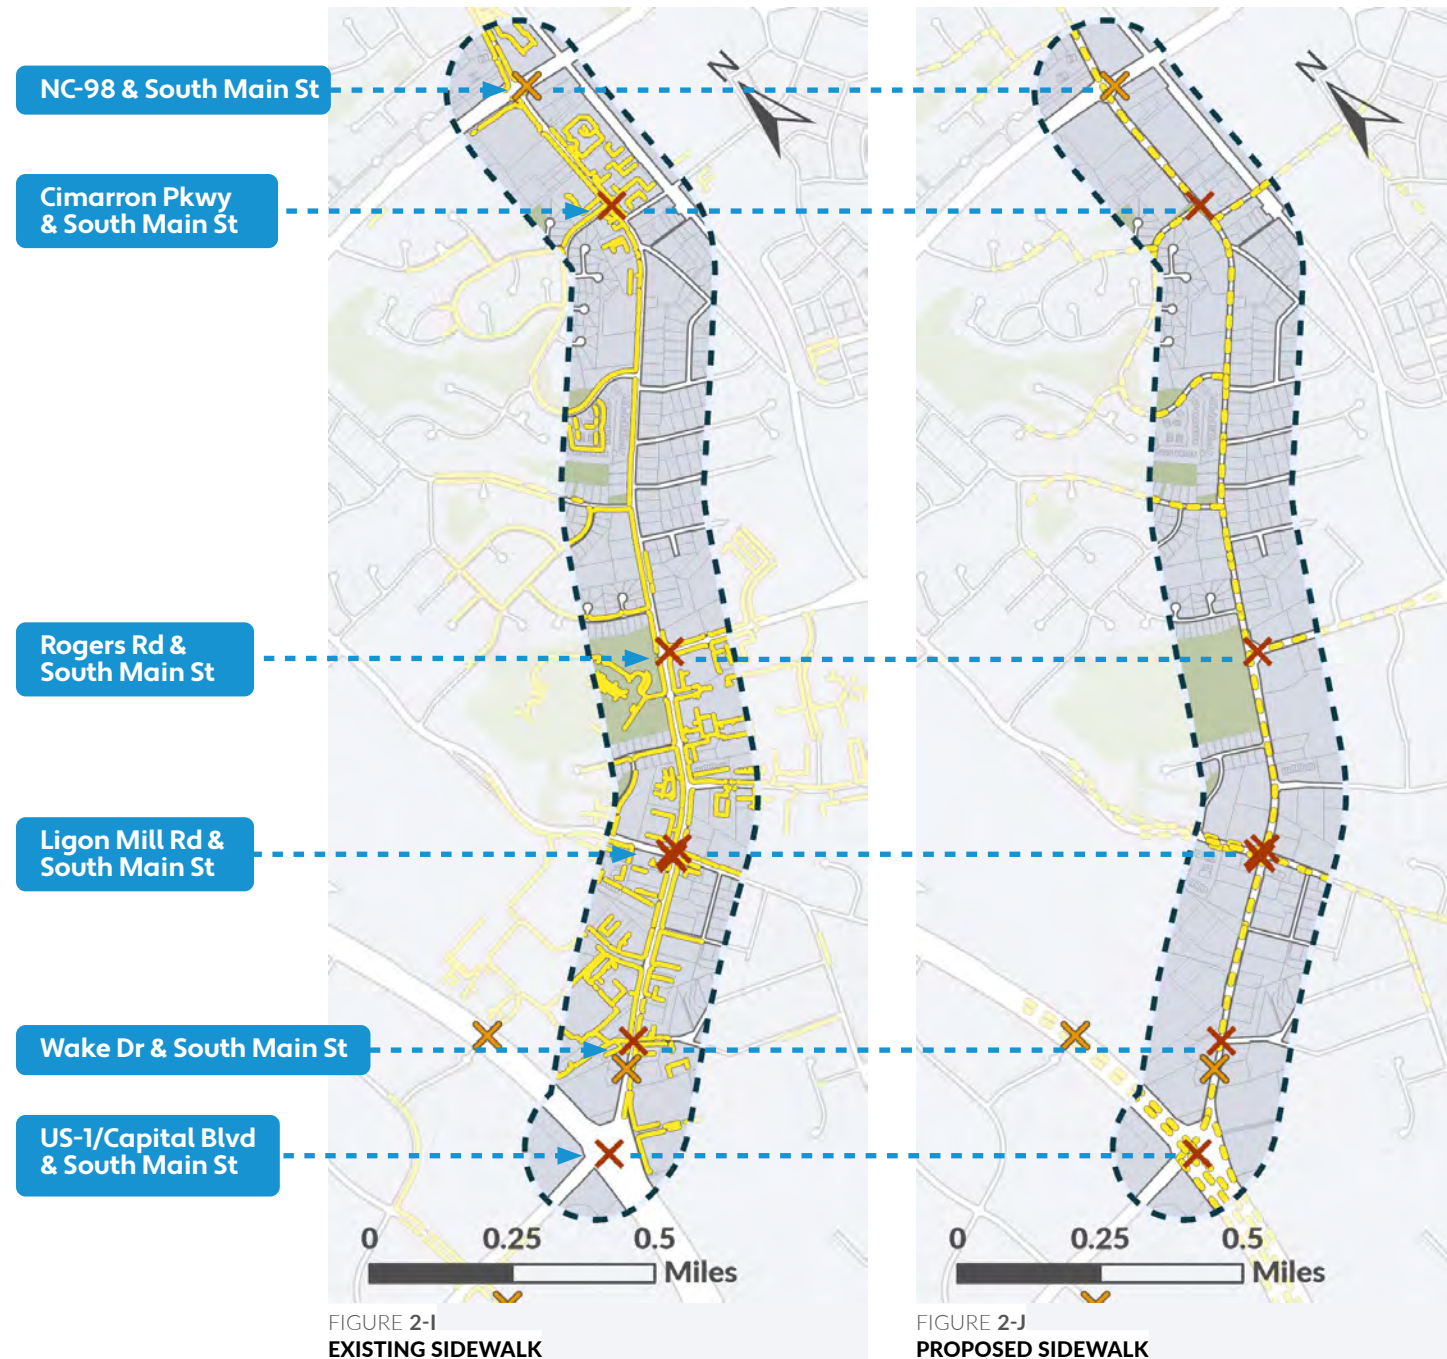 NC-98 & South Main St
Cimarron Pkwy
& South Main St
Rogers Rd &
South Main St
Ligon Mill Rd &
South Main St
Wake Dr & South Main St
US-1/Capital Blvd
& South Main St
N
0 0.25 0.5
Miles
FIGURE 2-I
EXISTING SIDEWALK
N
0 0.25 0.5
Miles
FIGURE 2-J
PROPOSED SIDEWALK